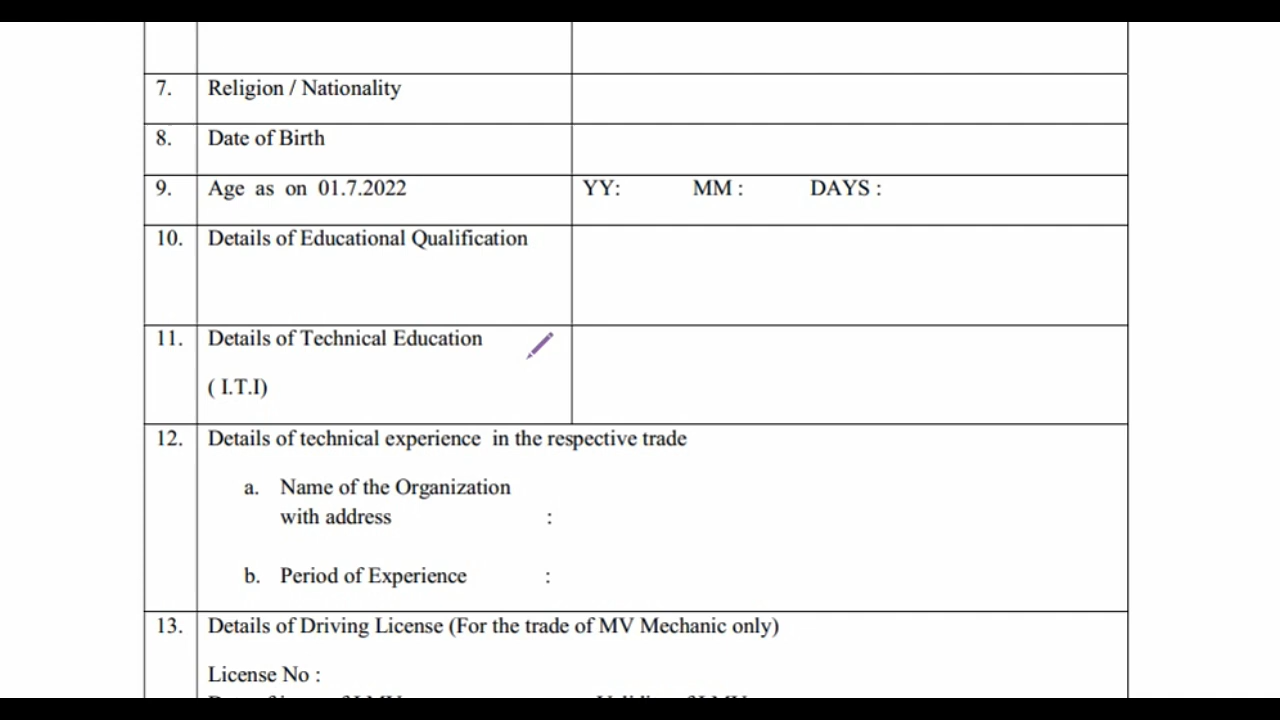 7. Religion / Nationality
8. Date of Birth
9. Age as on 01.7.2022 YY: MM : DAYS :
10. Details of Educational Qualification
11. Details of Technical Education
( I.T.I)
12. Details of technical experience in the respective trade
a. Name of the Organization
with address :
b. Period of Experience :
13. Details of Driving License (For the trade of MV Mechanic only)
License No :